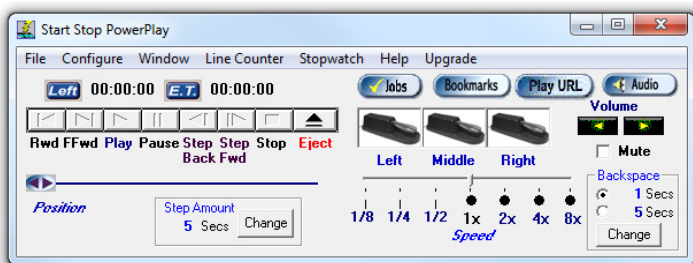 Start Stop PowerPlay
File Configure Window Line Counter Stopwatch Help Upgrade
Left 00:00:00 E.T. 00:00:00
Jobs Bookmarks Play URL Audio
Volume
Rwd FFwd Play Pause Step Back Step Fwd Stop Eject
Left Middle Right
Mute
Position
Step Amount
5 Secs Change
1/8 1/4 1/2 1x 2x 4x 8x
Speed
Backspace
1 Secs
5 Secs
Change